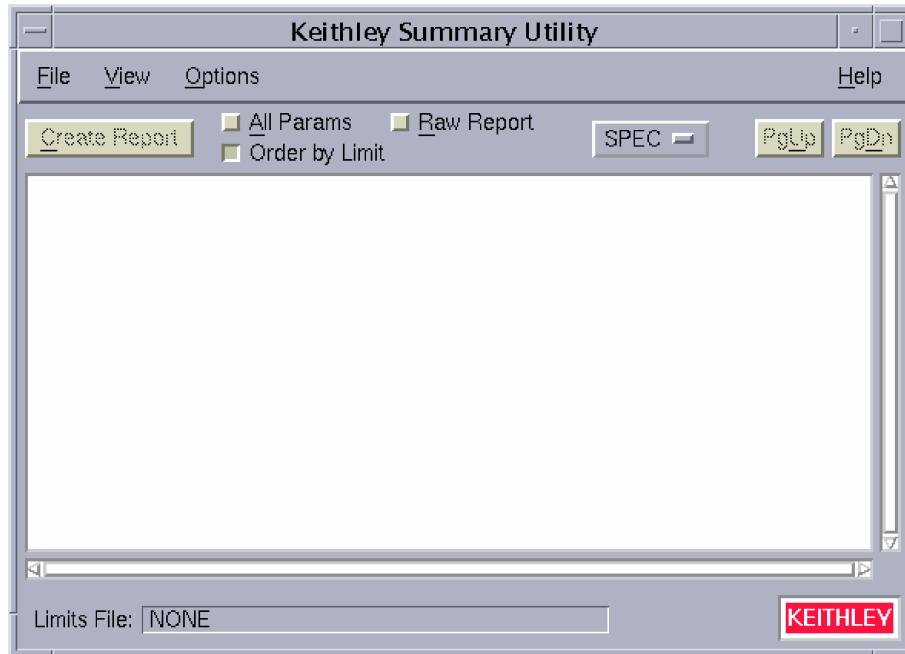 Keithley Summary Utility
File View Options Help
Create Report All Params Raw Report SPEC PgUp PgDn
Order by Limit
Limits File: NONE
KEITHLEY